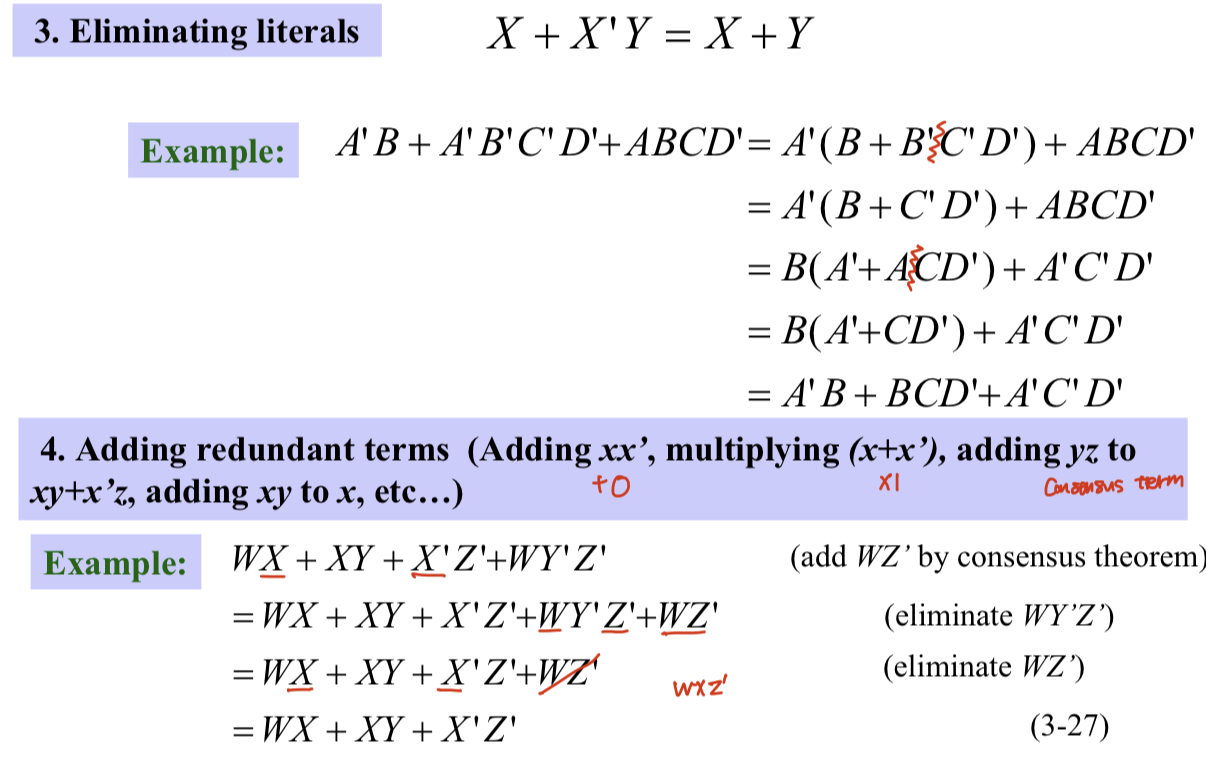 3. Eliminating literals X + X'Y = X + Y
Example: A'B + A'B'C'D'+ABCD' = A'(B + B'C'D') + ABCD'
= A'(B + C'D') + ABCD'
= B(A'+ACD') + A'C'D'
= B(A'+CD') + A'C'D'
= A'B + BCD'+A'C'D'
4. Adding redundant terms (Adding xx’, multiplying (x+x’), adding yz to
xy+x’z, adding xy to x, etc…)
+0 x1 Consensus term
Example: WX + XY + X'Z'+WY'Z' (add WZ’ by consensus theorem)
= WX + XY + X'Z'+WY'Z'+WZ' (eliminate WY’Z’)
= WX + XY + X'Z'+WZ' (eliminate WZ’)
wxz'
= WX + XY + X'Z' (3-27)